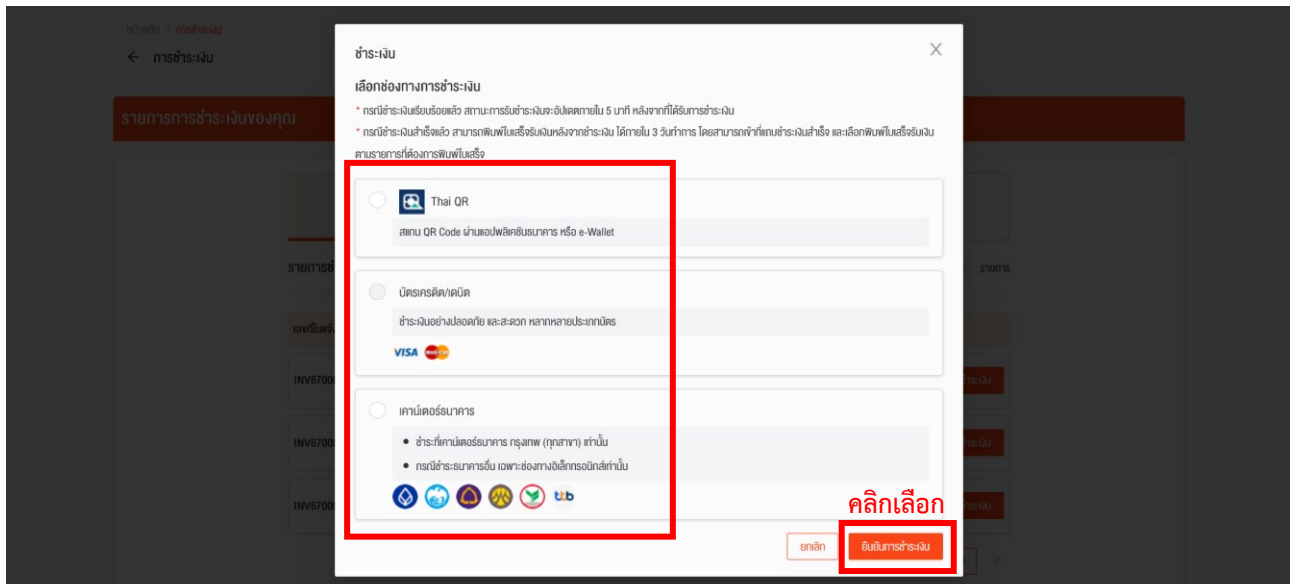 หน้าหลัก / การชำระเงิน
← การชำระเงิน
รายการการชำระเงินของคุณ
ชำระเงิน
เลือกช่องทางการชำระเงิน
* กรณีชำระเงินเรียบร้อยแล้ว สถานะการรับชำระเงินจะอัปเดตภายใน 5 นาที หลังจากที่ได้รับการชำระเงิน
* กรณีชำระเงินสำเร็จแล้ว สามารถพิมพ์ใบเสร็จรับเงินหลังจากชำระเงิน ได้ภายใน 3 วันทำการ โดยสามารถเข้าที่แถบชำระเงินสำเร็จ และเลือกพิมพ์ใบเสร็จรับเงิน
ตามรายการที่ต้องการพิมพ์ใบเสร็จ
Thai QR
สแกน QR Code ผ่านแอปพลิเคชันธนาคาร หรือ e-Wallet
รายการ
บัตรเครดิต/เดบิต
ชำระเงินอย่างปลอดภัย และสะดวก หลากหลายประเภทบัตร
VISA
INV6700
ชำระเงิน
เคาน์เตอร์ธนาคาร
• ชำระที่เคาน์เตอร์ธนาคาร กรุงเทพ (ทุกสาขา) เท่านั้น
INV6700
ชำระเงิน
• กรณีชำระธนาคารอื่น เฉพาะช่องทางอิเล็กทรอนิกส์เท่านั้น
ttb
INV6700
ชำระเงิน
คลิกเลือก
ยกเลิก
ยืนยันการชำระเงิน